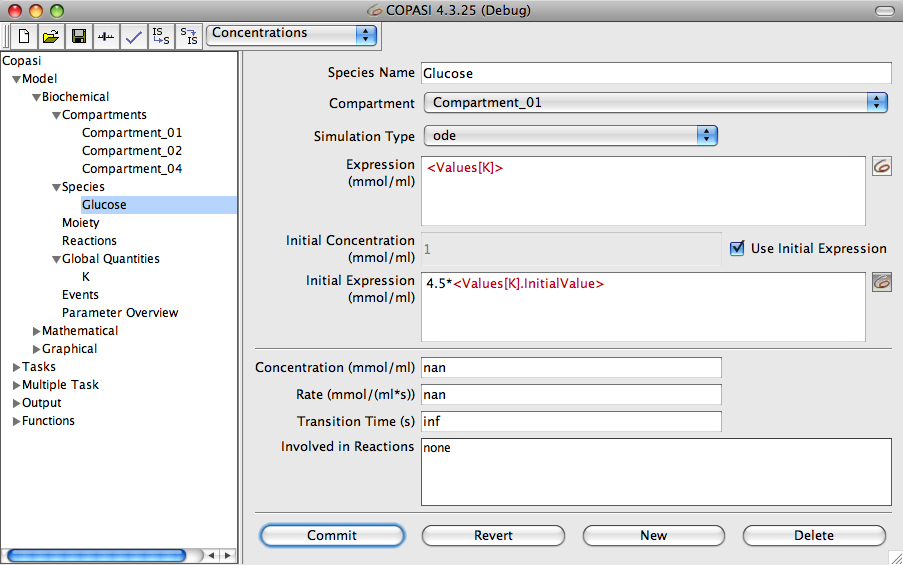 COPASI 4.3.25 (Debug)
IS S S IS
Concentrations
Copasi
Model
Biochemical
Compartments
Compartment_01
Compartment_02
Compartment_04
Species
Glucose
Moiety
Reactions
Global Quantities
K
Events
Parameter Overview
Mathematical
Graphical
Tasks
Multiple Task
Output
Functions
Species Name Glucose
Compartment Compartment_01
Simulation Type ode
Expression <Values[K]>
(mmol/ml)
Initial Concentration 1 Use Initial Expression
(mmol/ml)
Initial Expression 4.5*<Values[K].InitialValue>
(mmol/ml)
Concentration (mmol/ml) nan
Rate (mmol/(ml*s)) nan
Transition Time (s) inf
Involved in Reactions none
Commit Revert New Delete